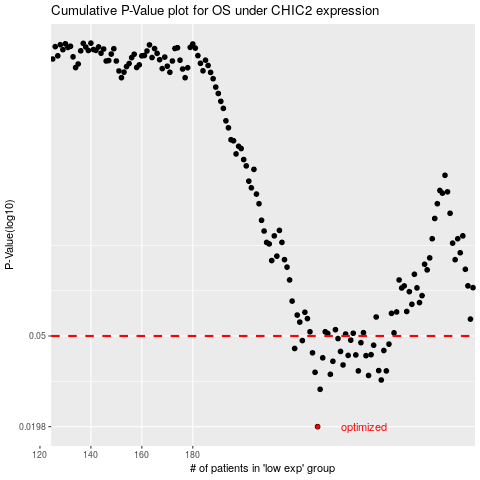 Cumulative P-Value plot for OS under CHIC2 expression
P-Value(log10)
0.05
0.0198
optimized
120 140 160 180
# of patients in 'low exp' group